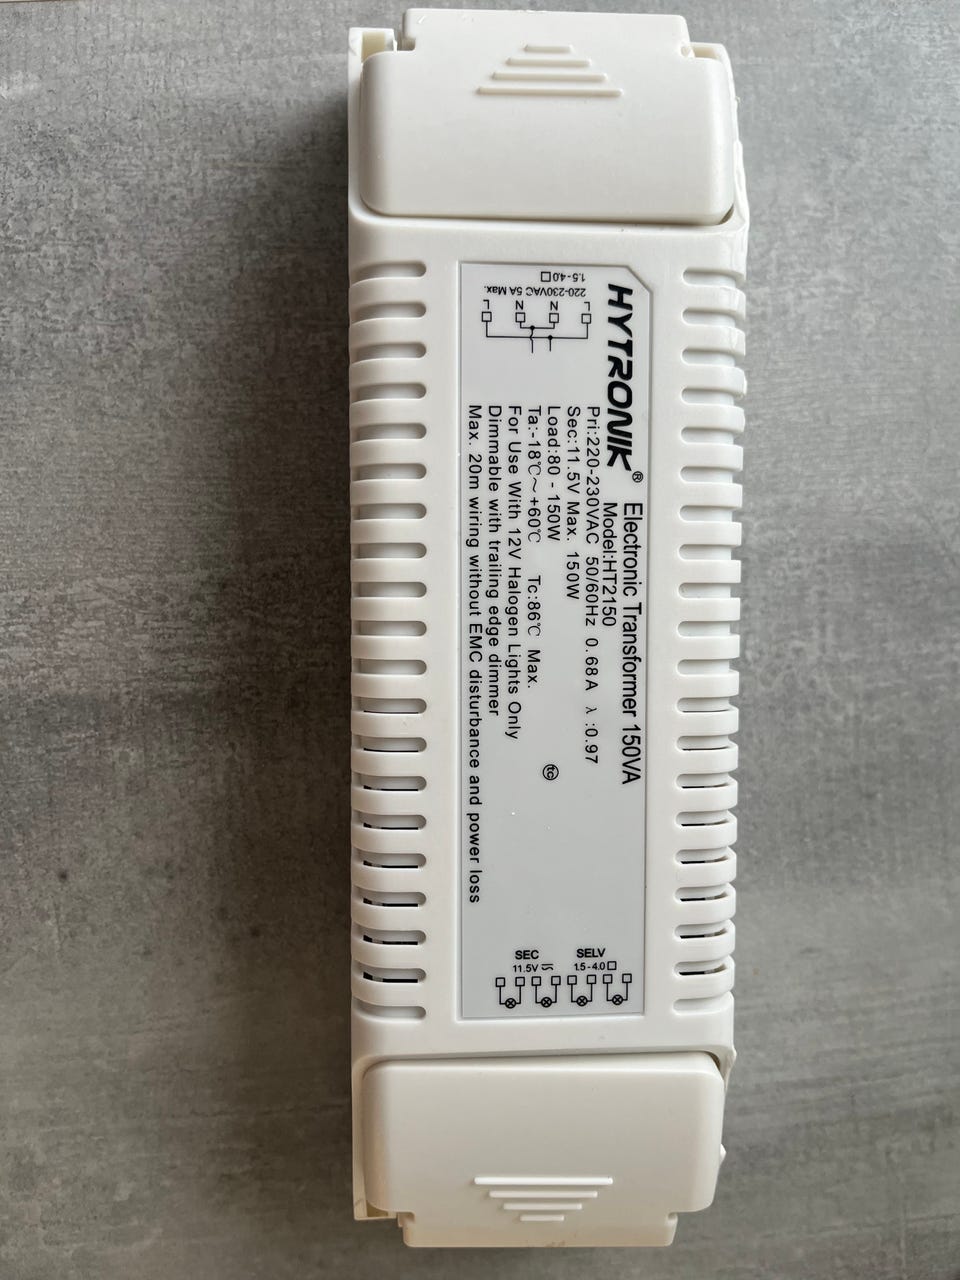 HYTRONIK® Electronic Transformer 150VA
Model:HT2150
Pri:220-230VAC 50/60Hz 0.68A λ :0.97
Sec:11.5V Max. 150W
Load:80 - 150W
Ta:-18℃～+60℃ Tc:86℃ Max.
For Use With 12V Halogen Lights Only
Dimmable with trailing edge dimmer
Max. 20m wiring without EMC disturbance and power loss
tc
L N N L
220-230VAC 5A Max.
1.5-4.0
SEC SELV
11.5V 1.5-4.0